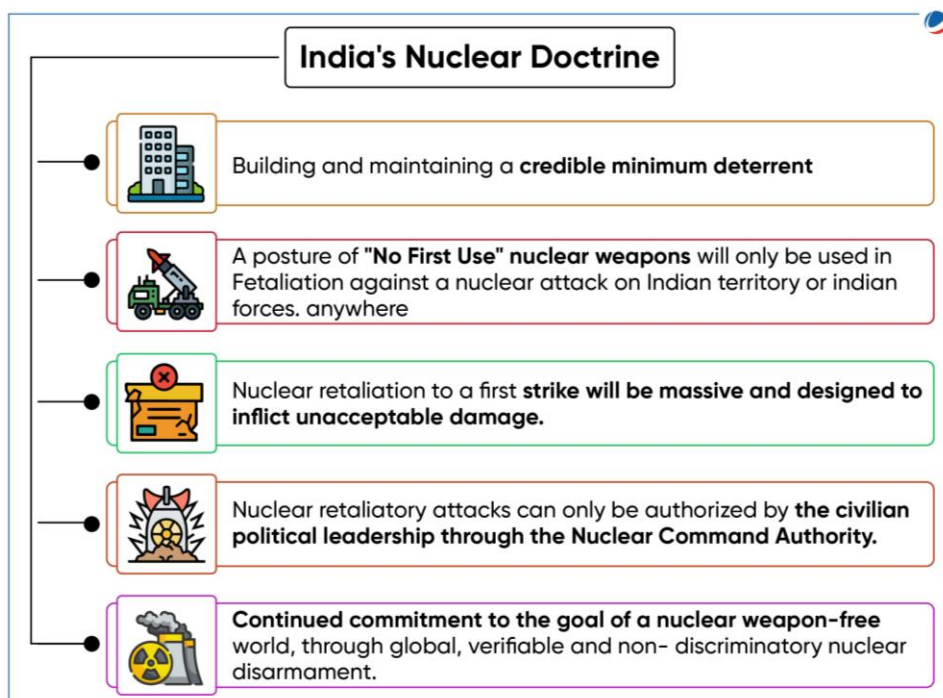 India's Nuclear Doctrine
Building and maintaining a credible minimum deterrent
A posture of "No First Use" nuclear weapons will only be used in
Fetaliation against a nuclear attack on Indian territory or indian
forces. anywhere
Nuclear retaliation to a first strike will be massive and designed to
inflict unacceptable damage.
Nuclear retaliatory attacks can only be authorized by the civilian
political leadership through the Nuclear Command Authority.
Continued commitment to the goal of a nuclear weapon-free
world, through global, verifiable and non- discriminatory nuclear
disarmament.